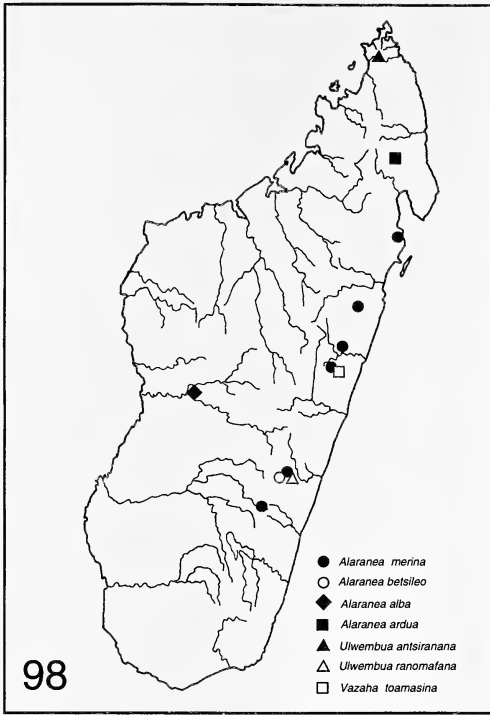 Alaranea merina
Alaranea betsileo
Alaranea alba
Alaranea ardua
Ulwembua antsiranana
Ulwembua ranomafana
Vazaha toamasina
98